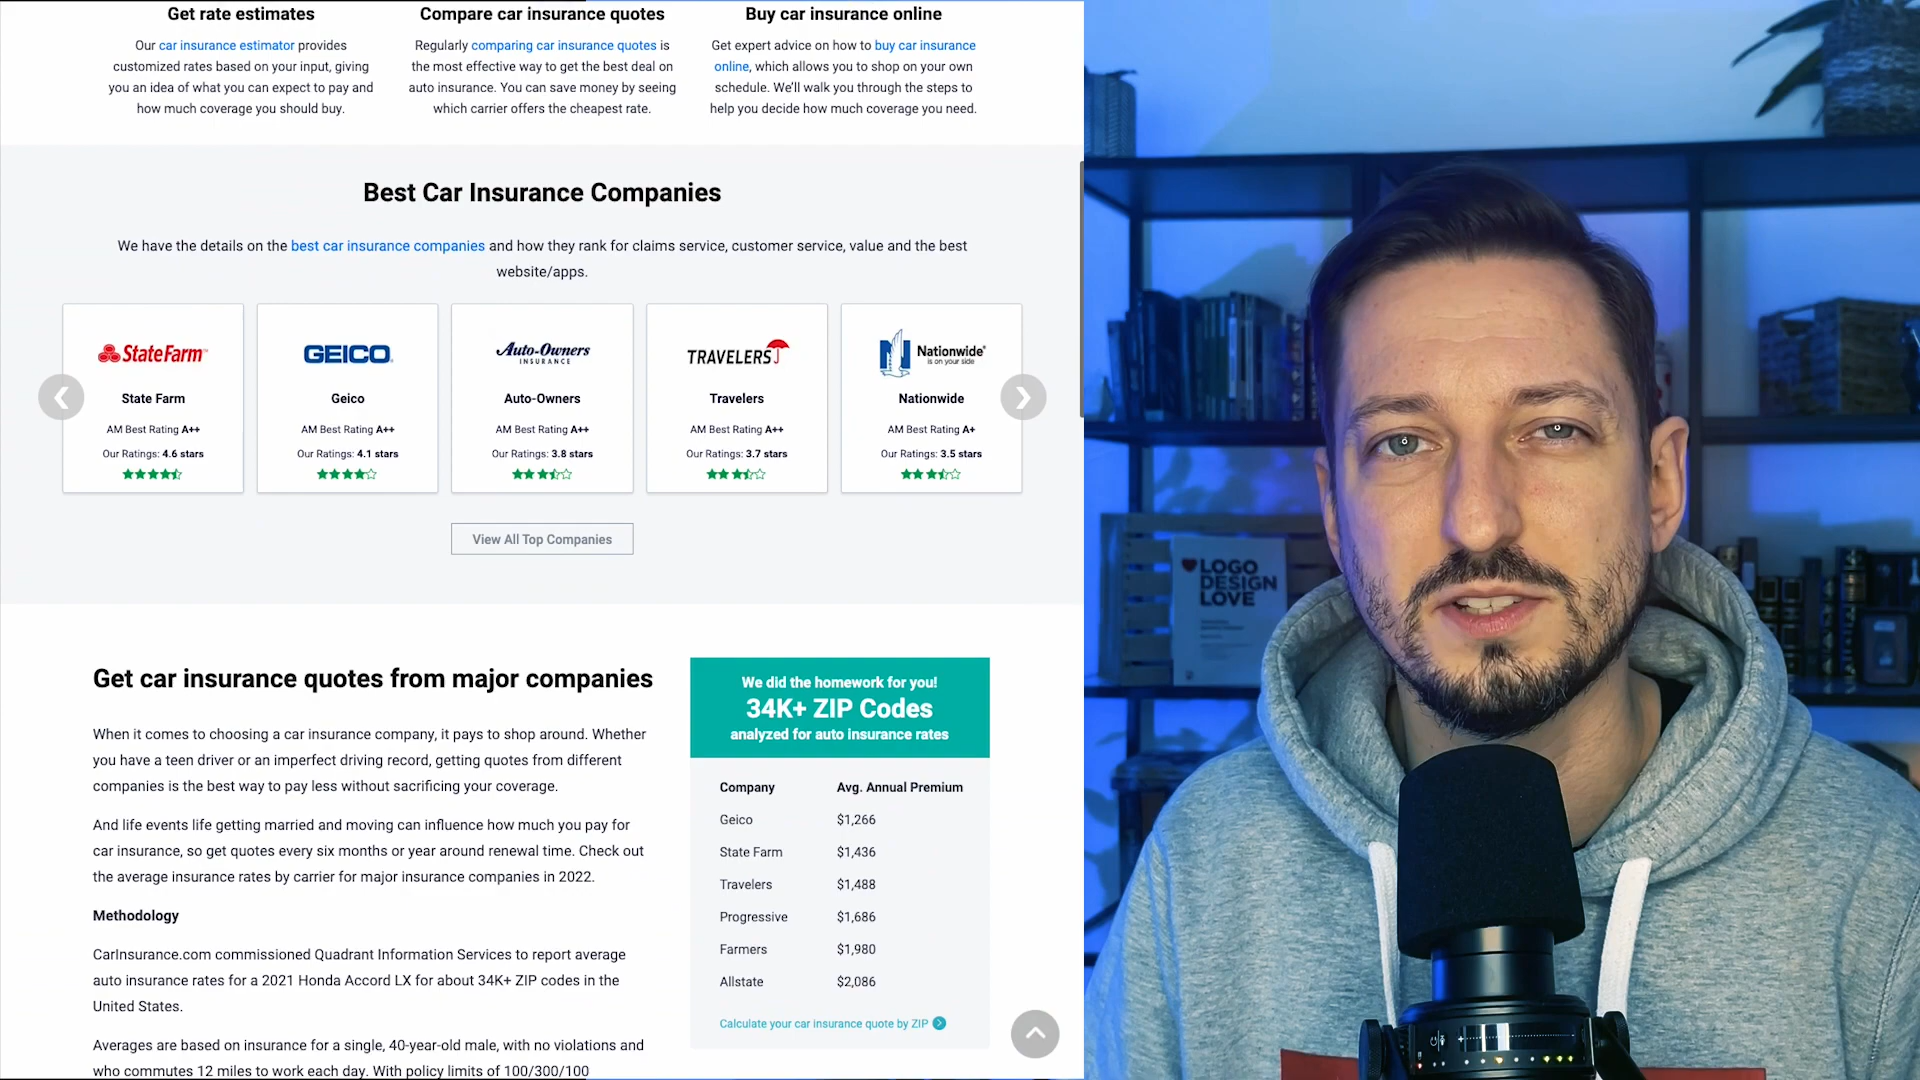 Get rate estimates
Our car insurance estimator provides
customized rates based on your input, giving
you an idea of what you can expect to pay and
how much coverage you should buy.
Compare car insurance quotes
Regularly comparing car insurance quotes is
the most effective way to get the best deal on
auto insurance. You can save money by seeing
which carrier offers the cheapest rate.
Buy car insurance online
Get expert advice on how to buy car insurance
online, which allows you to shop on your own
schedule. We'll walk you through the steps to
help you decide how much coverage you need.
Best Car Insurance Companies
We have the details on the best car insurance companies and how they rank for claims service, customer service, value and the best
website/apps.
State Farm™
State Farm
AM Best Rating A++
Our Ratings: 4.6 stars
GEICO
Geico
AM Best Rating A++
Our Ratings: 4.1 stars
Auto-Owners
INSURANCE
Auto-Owners
AM Best Rating A++
Our Ratings: 3.8 stars
TRAVELERS
Travelers
AM Best Rating A++
Our Ratings: 3.7 stars
Nationwide®
is on your side
Nationwide
AM Best Rating A+
Our Ratings: 3.5 stars
View All Top Companies
Get car insurance quotes from major companies
When it comes to choosing a car insurance company, it pays to shop around. Whether
you have a teen driver or an imperfect driving record, getting quotes from different
companies is the best way to pay less without sacrificing your coverage.
And life events life getting married and moving can influence how much you pay for
car insurance, so get quotes every six months or year around renewal time. Check out
the average insurance rates by carrier for major insurance companies in 2022.
Methodology
CarInsurance.com commissioned Quadrant Information Services to report average
auto insurance rates for a 2021 Honda Accord LX for about 34K+ ZIP codes in the
United States.
Averages are based on insurance for a single, 40-year-old male, with no violations and
who commutes 12 miles to work each day. With policy limits of 100/300/100
We did the homework for you!
34K+ ZIP Codes
analyzed for auto insurance rates
Company Avg. Annual Premium
Geico $1,266
State Farm $1,436
Travelers $1,488
Progressive $1,686
Farmers $1,980
Allstate $2,086
Calculate your car insurance quote by ZIP
LOGO
DESIGN
LOVE